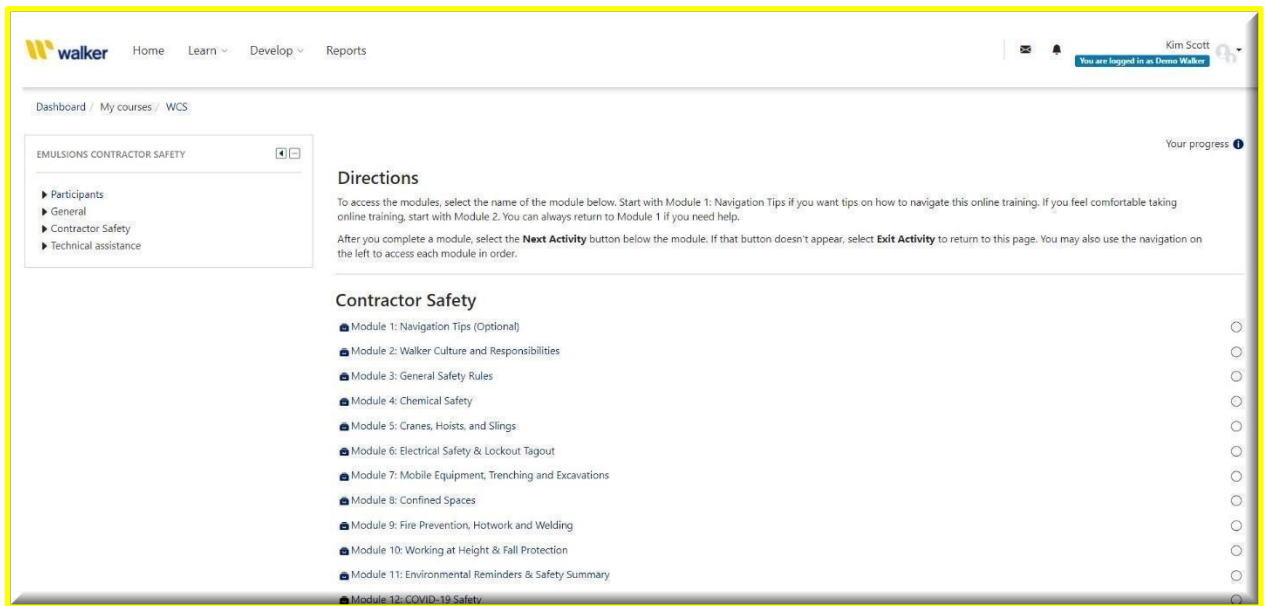 walker Home Learn Develop Reports
Kim Scott
You are logged in as Demo Walker
Dashboard / My courses / WCS
EMULSIONS CONTRACTOR SAFETY
Participants
General
Contractor Safety
Technical assistance
Your progress
Directions
To access the modules, select the name of the module below. Start with Module 1: Navigation Tips if you want tips on how to navigate this online training. If you feel comfortable taking
online training, start with Module 2. You can always return to Module 1 if you need help.
After you complete a module, select the Next Activity button below the module. If that button doesn't appear, select Exit Activity to return to this page. You may also use the navigation on
the left to access each module in order.
Contractor Safety
Module 1: Navigation Tips (Optional)
Module 2: Walker Culture and Responsibilities
Module 3: General Safety Rules
Module 4: Chemical Safety
Module 5: Cranes, Hoists, and Slings
Module 6: Electrical Safety & Lockout Tagout
Module 7: Mobile Equipment, Trenching and Excavations
Module 8: Confined Spaces
Module 9: Fire Prevention, Hotwork and Welding
Module 10: Working at Height & Fall Protection
Module 11: Environmental Reminders & Safety Summary
Module 12: COVID-19 Safety